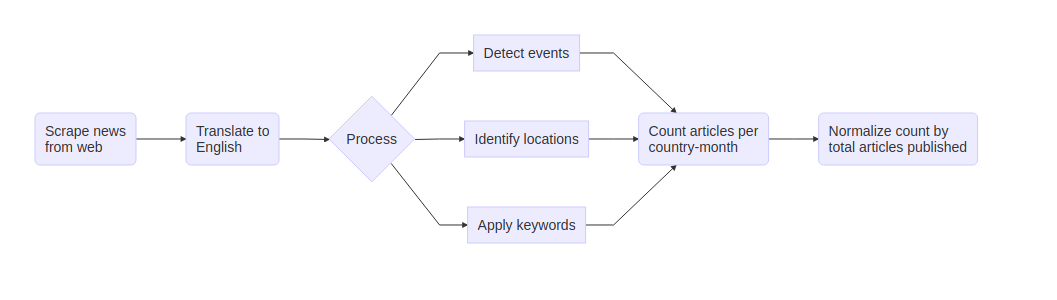 Scrape news
from web
Translate to
English
Process
Detect events
Identify locations
Apply keywords
Count articles per
country-month
Normalize count by
total articles published